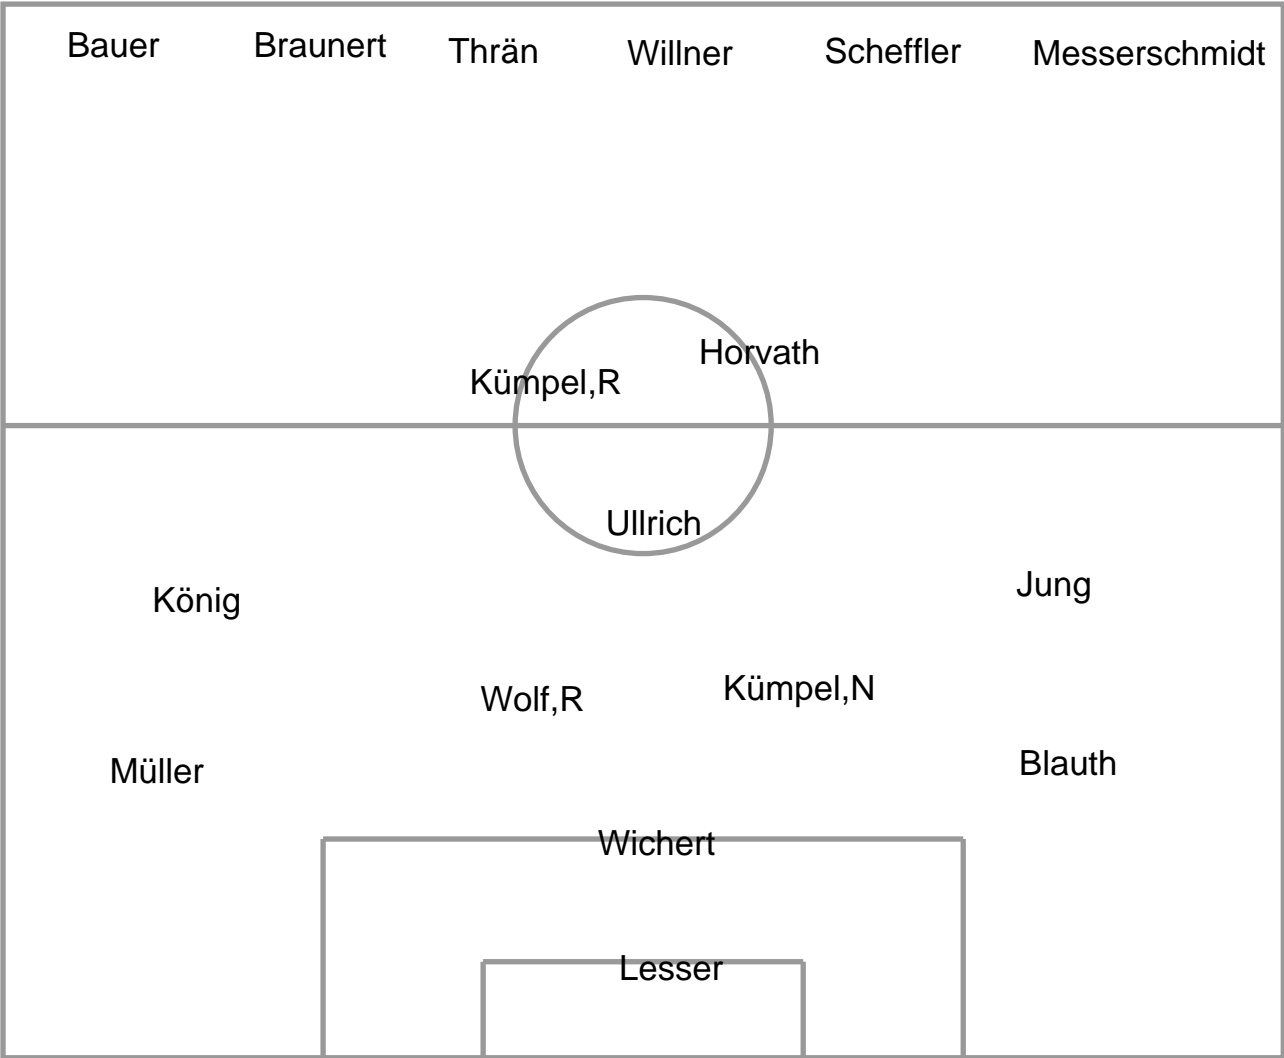 Bauer Braunert Thrän Willner Scheffler Messerschmidt
Horvath
Kümpel,R
Ullrich
Jung
König
Kümpel,N
Wolf,R
Blauth
Müller
Wichert
Lesser